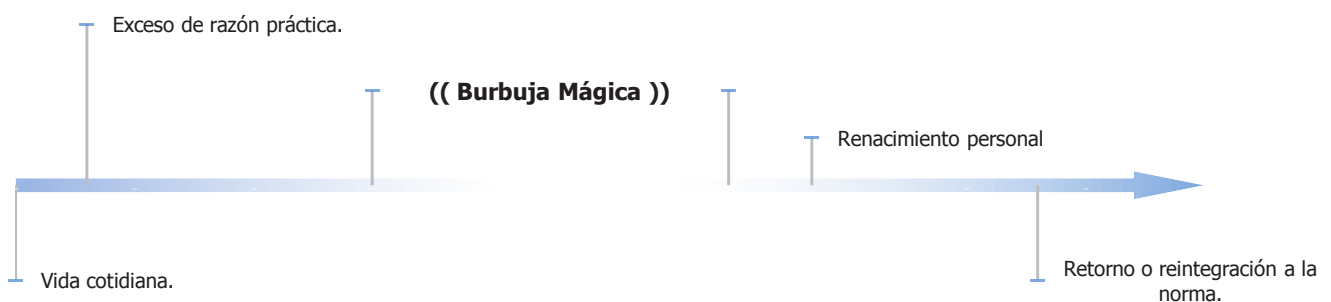 Exceso de razón práctica.
(( Burbuja Mágica ))
Renacimiento personal
Vida cotidiana.
Retorno o reintegración a la
norma.